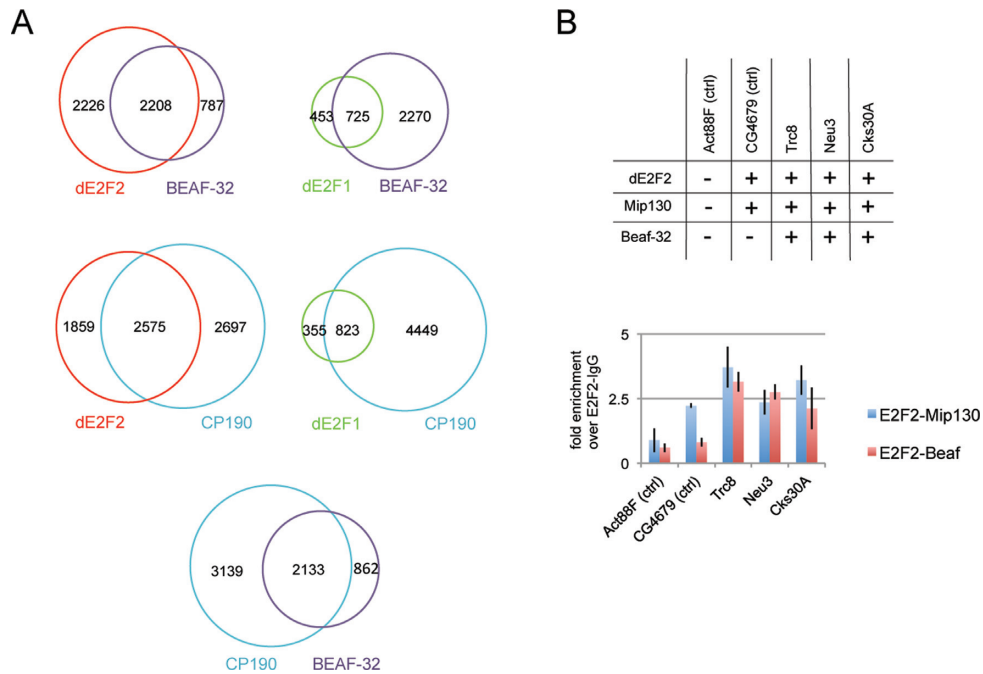 A
2226 2208 787
dE2F2 BEAF-32
453 725 2270
dE2F1 BEAF-32
1859 2575 2697
dE2F2 CP190
355 823 4449
dE2F1 CP190
3139 2133 862
CP190 BEAF-32
B
Act88F (ctrl)
CG4679 (ctrl)
Trc8
Neu3
Cks30A
dE2F2 - + + + +
Mip130 - + + + +
Beaf-32 - - + + +
fold enrichment
over E2F2-IgG
5
2.5
0
Act88F (ctrl)
CG4679 (ctrl)
Trc8
Neu3
Cks30A
E2F2-Mip130
E2F2-Beaf